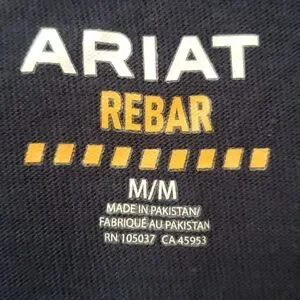 ARIAT
REBAR
M/M
MADE IN PAKISTAN/
FABRIQUÉ AU PAKISTAN
RN 105037 CA 45953